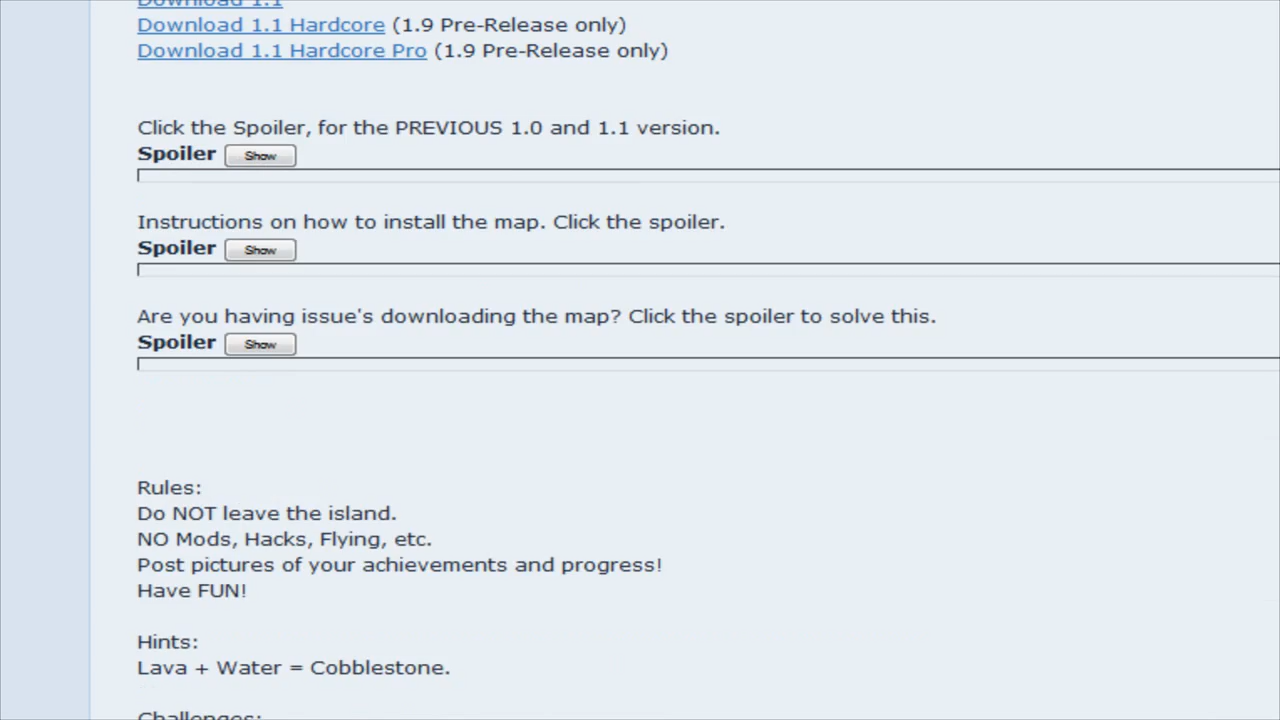 Download 1.1
Download 1.1 Hardcore (1.9 Pre-Release only)
Download 1.1 Hardcore Pro (1.9 Pre-Release only)
Click the Spoiler, for the PREVIOUS 1.0 and 1.1 version.
Spoiler Show
Instructions on how to install the map. Click the spoiler.
Spoiler Show
Are you having issue's downloading the map? Click the spoiler to solve this.
Spoiler Show
Rules:
Do NOT leave the island.
NO Mods, Hacks, Flying, etc.
Post pictures of your achievements and progress!
Have FUN!
Hints:
Lava + Water = Cobblestone.
Challenges: